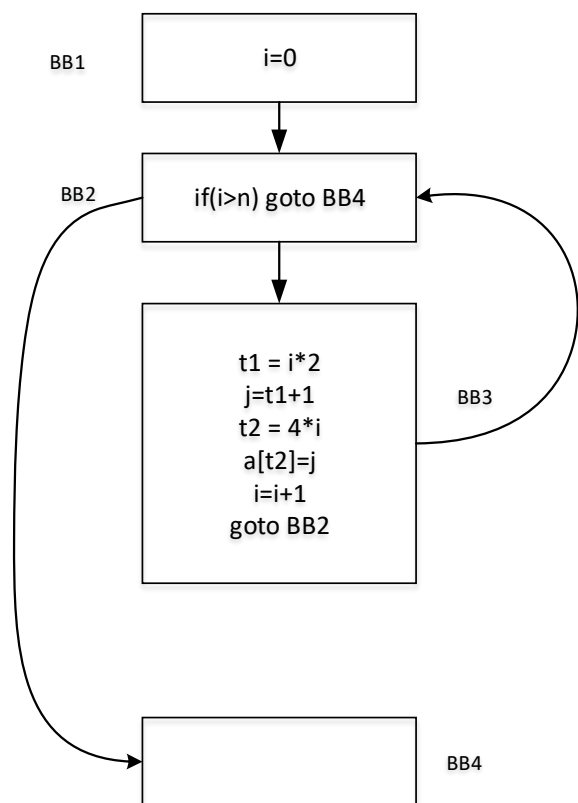 BB1
i=0
BB2
if(i>n) goto BB4
t1 = i*2
j=t1+1
t2 = 4*i
a[t2]=j
i=i+1
goto BB2
BB3
BB4